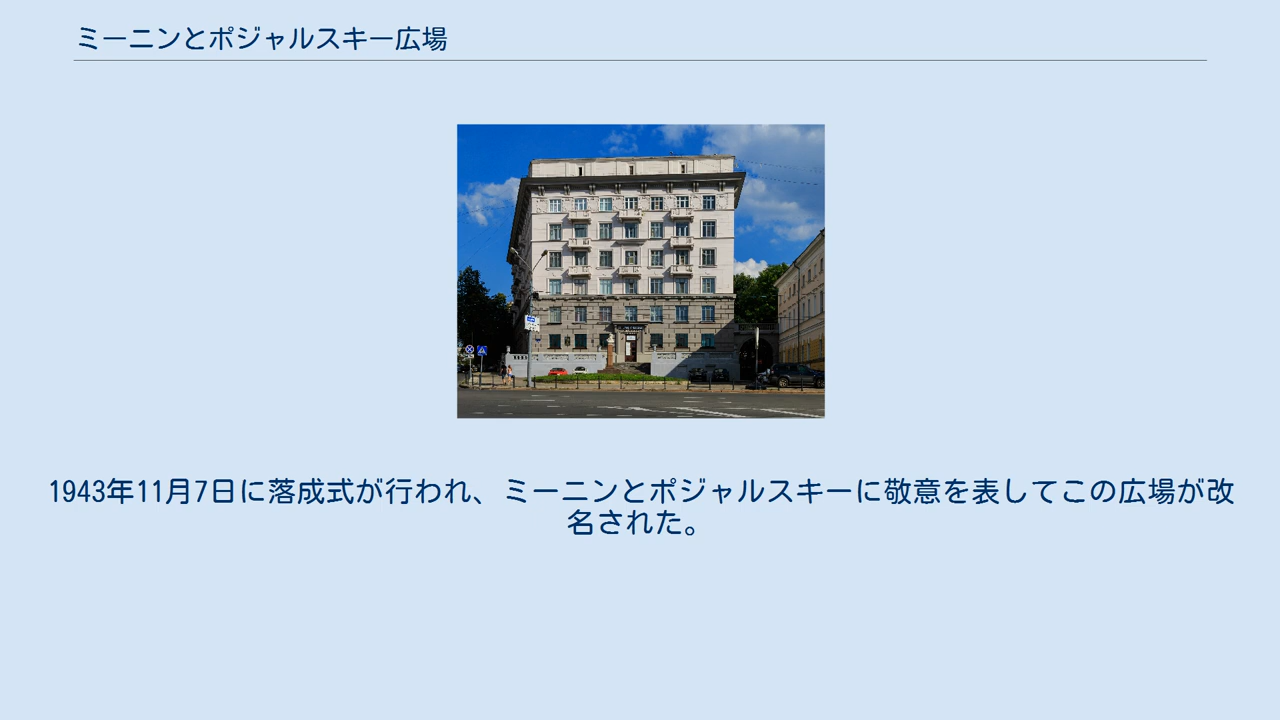 ミーニンとポジャルスキー広場
1943年11月7日に落成式が行われ、ミーニンとポジャルスキーに敬意を表してこの広場が改
名された。